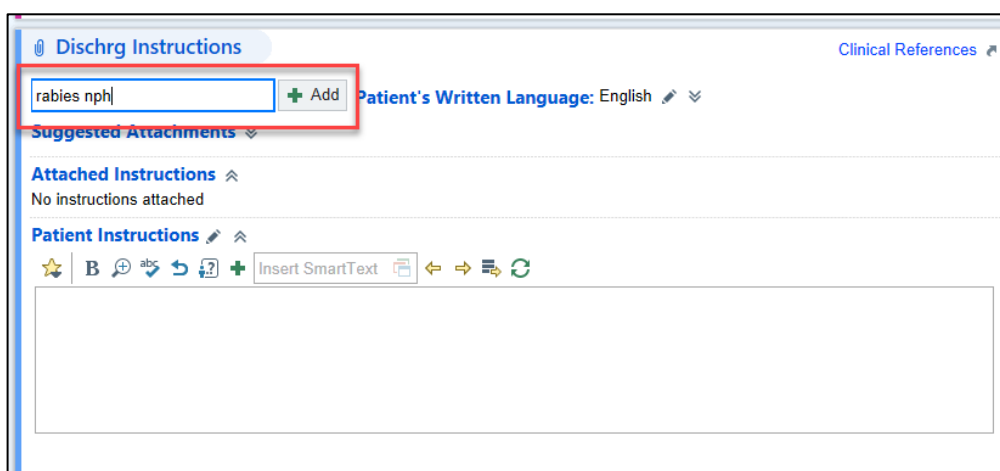 Dischrg Instructions
Clinical References
rabies nph
Add
Patient's Written Language: English
Suggested Attachments
Attached Instructions
No instructions attached
Patient Instructions
B abc ? Insert SmartText